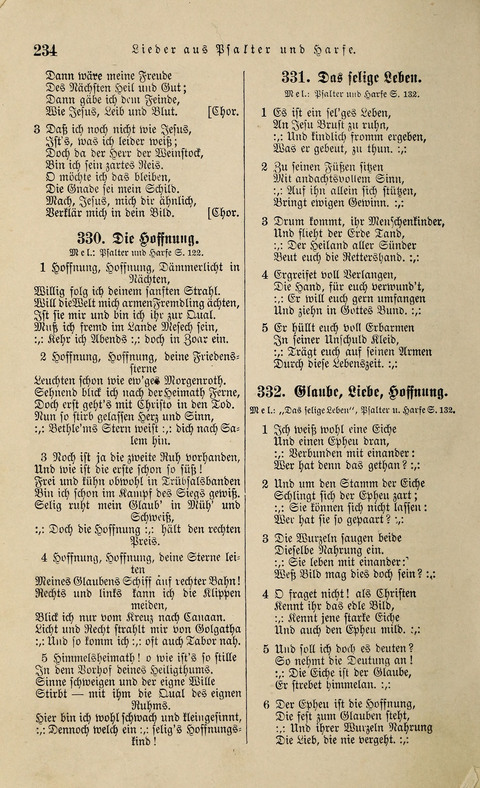 234 Lieder aus Psalter und Harfe.
Dann wäre meine Freude
Des Nächsten Heil und Gut;
Dann gäbe ich dem Feinde,
Wie Jesus, Leib und Blut. [Chor.
3 Daß ich noch nicht wie Jesus,
Ist's, was ich leider weiß;
Doch da der Herr der Weinstock,
Bin ich sein zartes Reis.
O möchte ich das bleiben,
Die Gnade sei mein Schild.
Mach, Jesus, mich dir ähnlich,
Verklär mich in dein Bild. [Chor.
330. Die Hoffnung.
Mel.: Psalter und Harfe S. 122.
1 Hoffnung, Hoffnung, Dämmerlicht in
Nächten,
Willig folg ich deinem sanften Strahl.
Will die Welt mich armen Fremdling ächten,
Ist sie mir und bin ich ihr zur Qual.
Muß ich fremd im Lande Mesech sein,
:,: Kehr ich Abends :,: doch in Zoar ein.
2 Hoffnung, Hoffnung, deine Friedens-
sterne
Leuchten schon wie ew'ges Morgenroth.
Sehnend blick ich nach der Heimath Ferne,
Doch erst geht's mit Christo in den Tod.
Nun so stirb gelassen Herz und Sinn,
:,: Bethle'ms Stern weist :,: dich nach Sa-
lem hin.
3 Noch ist ja die zweite Ruh vorhanden,
Und wie ist die erste schon so süß!
Frei und kühn obwohl in Trübsalsbanden
Bin ich schon im Kampf des Siegs gewiß.
Selig ruht mein Glaub' in Müh' und
Schweiß,
:,: Doch die Hoffnung :,: hält den rechten
Preis.
4 Hoffnung, Hoffnung, deine Sterne lei-
ten
Meines Glaubens Schiff auf rechter Bahn!
Rechts und links kann ich die Klippen
meiden,
Blick ich nur vom Kreuz nach Canaan.
Licht und Recht strahlt mir von Golgatha
:,: Und so komm ich :,: oft auch Tabor nah.
5 Himmelsheimath! o wie ist's so stille
In dem Vorhof deines Heiligthums.
Sinne schweigen und der eigne Wille
Stirbt — mit ihm die Qual des eignen
Ruhms.
Hier bin ich wohl schwach und kleingesinnt,
:,: Dennoch welch ein :,: selig's Hoffnungs-
kind!
331. Das selige Leben.
Mel.: Psalter und Harfe S. 132.
1 Es ist ein sel'ges Leben,
An Jesu Brust zu ruhn,
:,: Und kindlich fromm ergeben,
Was er gebeut, zu thun. :,:
2 Zu seinen Füßen sitzen
Mit andachtsvollem Sinn,
:,: Auf ihn allein sich stützen,
Bringt ewigen Gewinn. :,:
3 Drum kommt, ihr Menschenkinder,
Und flieht der Erde Tand,
:,: Der Heiland aller Sünder
Beut euch die Retterhand. :,:
4 Ergreifet voll Verlangen,
Die Hand, für euch verwund't,
:,: Er will euch gern umfangen
Und ziehn in Gottes Bund. :,:
5 Er hüllt euch voll Erbarmen
In seiner Unschuld Kleid,
:,: Trägt euch auf seinen Armen
Durch diese Lebenszeit. :,:
332. Glaube, Liebe, Hoffnung.
Mel.: „Das selige Leben", Psalter u. Harfe S. 132.
1 Ich weiß wohl eine Eiche
Und einen Epheu dran,
:,: Verbunden mit einander:
Wer hat denn das gethan? :,:
2 Und um den Stamm der Eiche
Schlingt sich der Epheu zart;
:,: Sie können sich nicht lassen:
Wer hat sie so gepaart? :,:
3 Die Wurzeln saugen beide
Dieselbe Nahrung ein.
:,: Sie leben mit einander:
Weß Bild mag dies doch sein? :,:
4 O fraget nicht! als Christen
Kennt ihr das edle Bild,
:,: Kennt jene starke Eiche
Und auch den Epheu mild. :,:
5 Und soll ich doch es deuten?
So nehmt die Deutung an!
:,: Die Eiche ist der Glaube,
Er strebet himmelan. :,:
6 Der Epheu ist die Hoffnung,
Die fest zum Glauben steht,
:,: Und ihrer Wurzeln Nahrung
Die Lieb, die nie vergeht. :,: